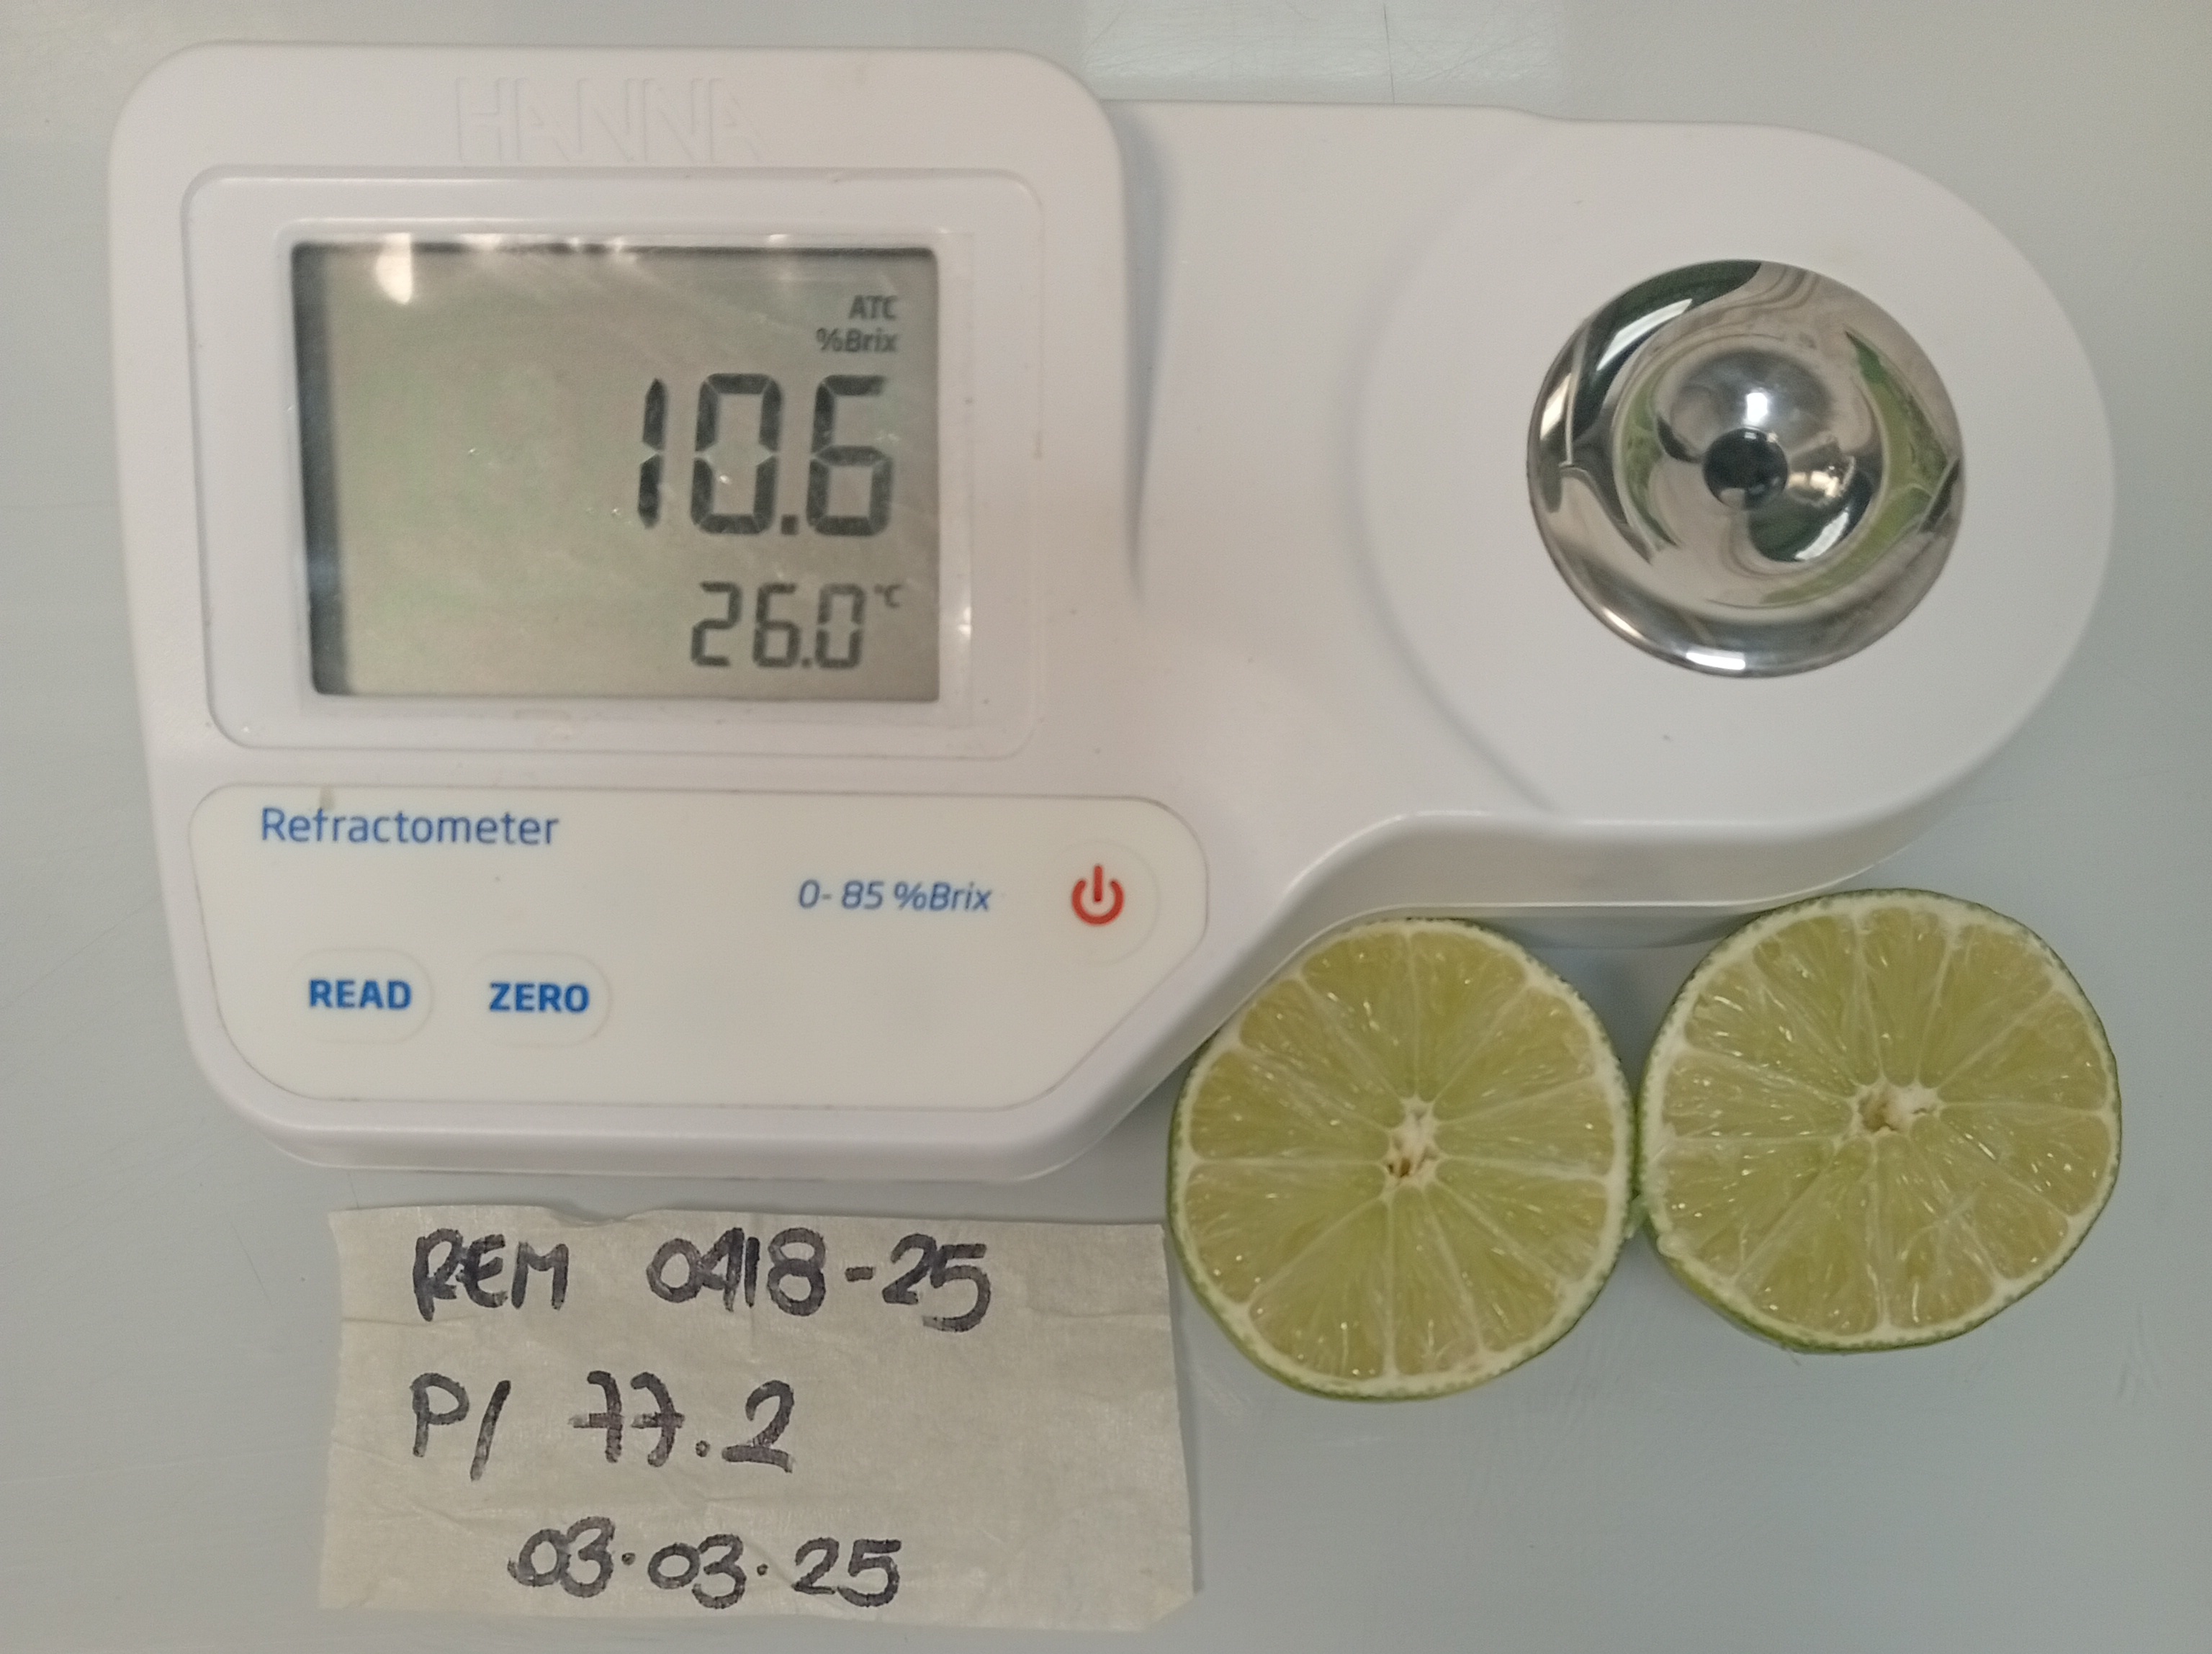 HANNA
ATC
%Brix
10.6
26.0 °C
Refractometer
0-85 %Brix
READ ZERO
REM 0418-25
P/ 77.2
03.03.25